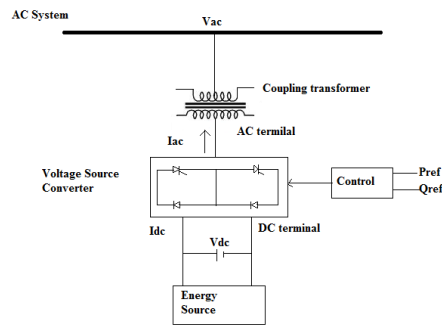 AC System
Vac
Coupling transformer
AC termilal
Iac
Voltage Source
Converter
Control
Pref
Qref
Idc
DC terminal
Vdc
Energy
Source